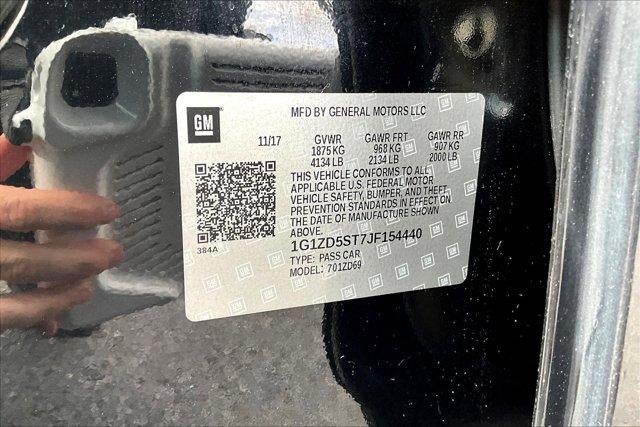 GM
MFD BY GENERAL MOTORS LLC
11/17 GVWR GAWR FRT GAWR RR
1875 KG 968 KG 907 KG
4134 LB 2134 LB 2000 LB
THIS VEHICLE CONFORMS TO ALL
APPLICABLE U.S. FEDERAL MOTOR
VEHICLE SAFETY, BUMPER, AND THEFT
PREVENTION STANDARDS IN EFFECT ON
THE DATE OF MANUFACTURE SHOWN
ABOVE.
384A
1G1ZD5ST7JF154440
TYPE: PASS CAR
MODEL: 701ZD69